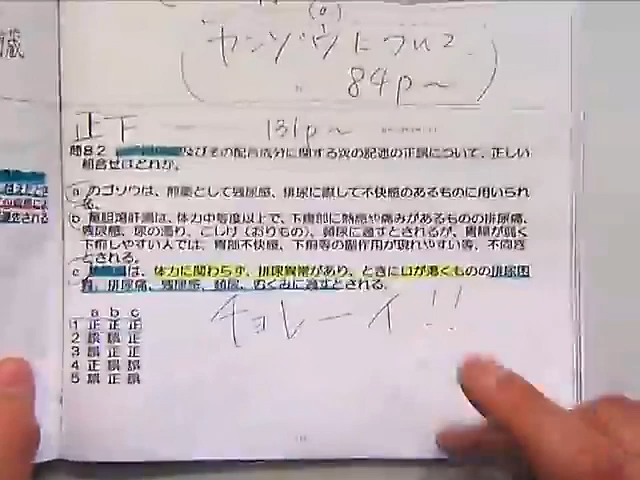 カンゾウについて
84p～
正下 131p～
問82 及びその配合成分に関する次の記述の正誤について、正しい
組合せはどれか。
a カゴソウは、煎薬として残尿感、排尿に際して不快感のあるものに用いられ
る。
b 竜胆瀉肝湯は、体力中等度以上で、下腹部に熱感や痛みがあるものの排尿痛、
残尿感、尿の濁り、こしけ（おりもの）、頻尿に適すとされるが、胃腸が弱く
下痢しやすい人では、胃部不快感、下痢等の副作用が現れやすい等、不向き
とされる。
c は、体力に関わらず、排尿異常があり、ときに口が渇くものの排尿困
難、排尿痛、残尿感、頻尿、むくみに適すとされる。
チョレーイ!!
a b c
1 正 正 正
2 誤 誤 正
3 誤 正 正
4 正 誤 誤
5 誤 正 誤